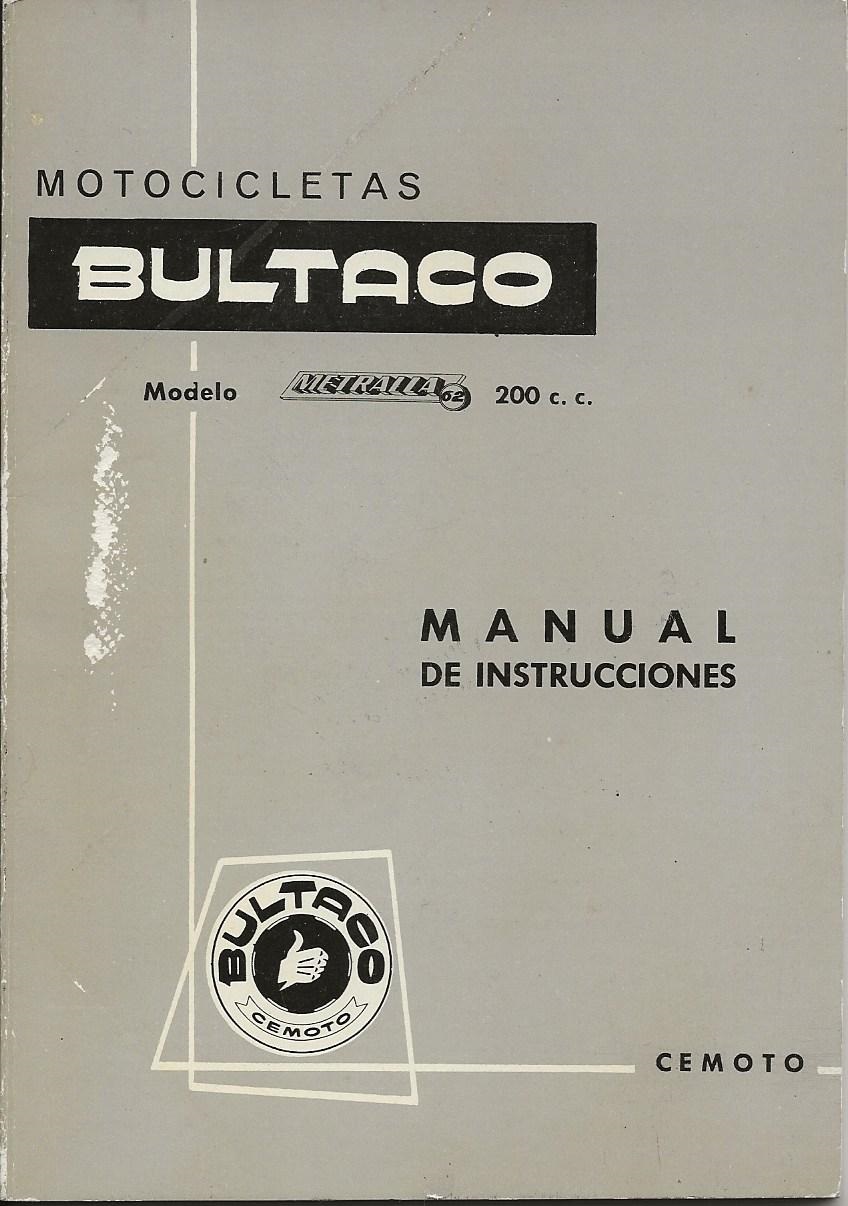 MOTOCICLETAS
BULTACO
Modelo METRALLA 62 200 c. c.
MANUAL
DE INSTRUCCIONES
BULTACO
CEMOTO
CEMOTO